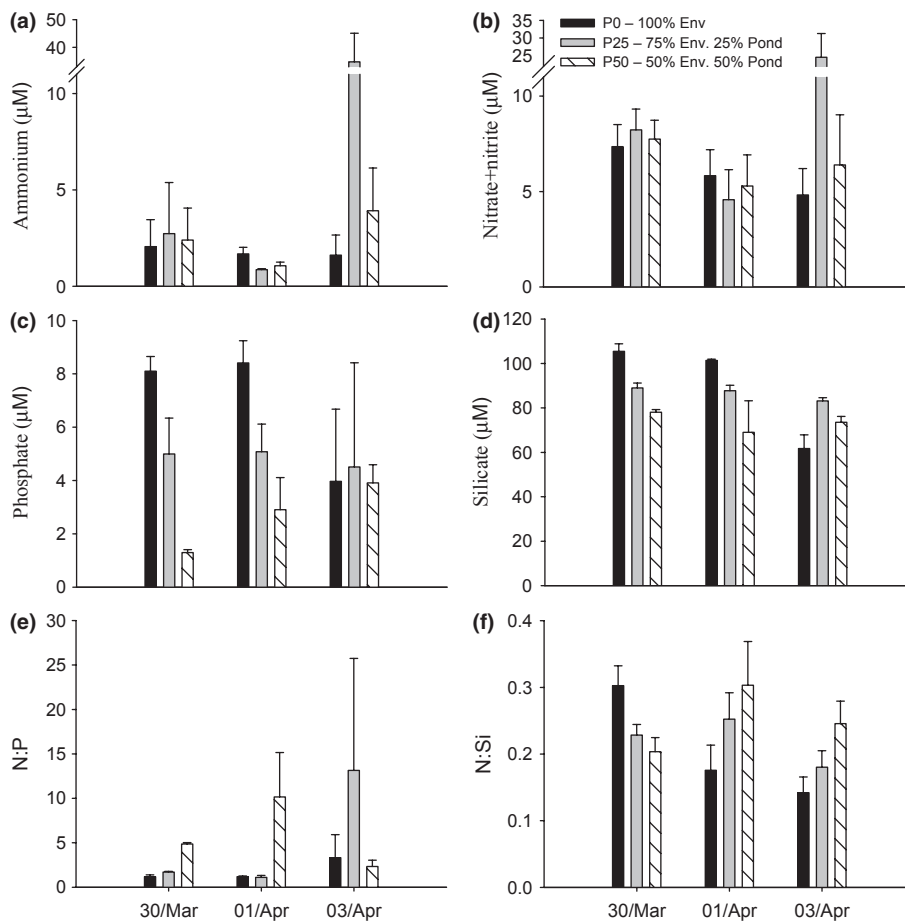 (a)
50
40
10
5
0
Ammonium (µM)
(b)
35
30
25
10
5
0
Nitrate+nitrite (µM)
P0 – 100% Env
P25 – 75% Env. 25% Pond
P50 – 50% Env. 50% Pond
(c)
10
8
6
4
2
0
Phosphate (µM)
(d)
120
100
80
60
40
20
0
Silicate (µM)
(e)
30
25
20
15
10
5
0
N:P
30/Mar 01/Apr 03/Apr
(f)
0.4
0.3
0.2
0.1
0.0
N:Si
30/Mar 01/Apr 03/Apr